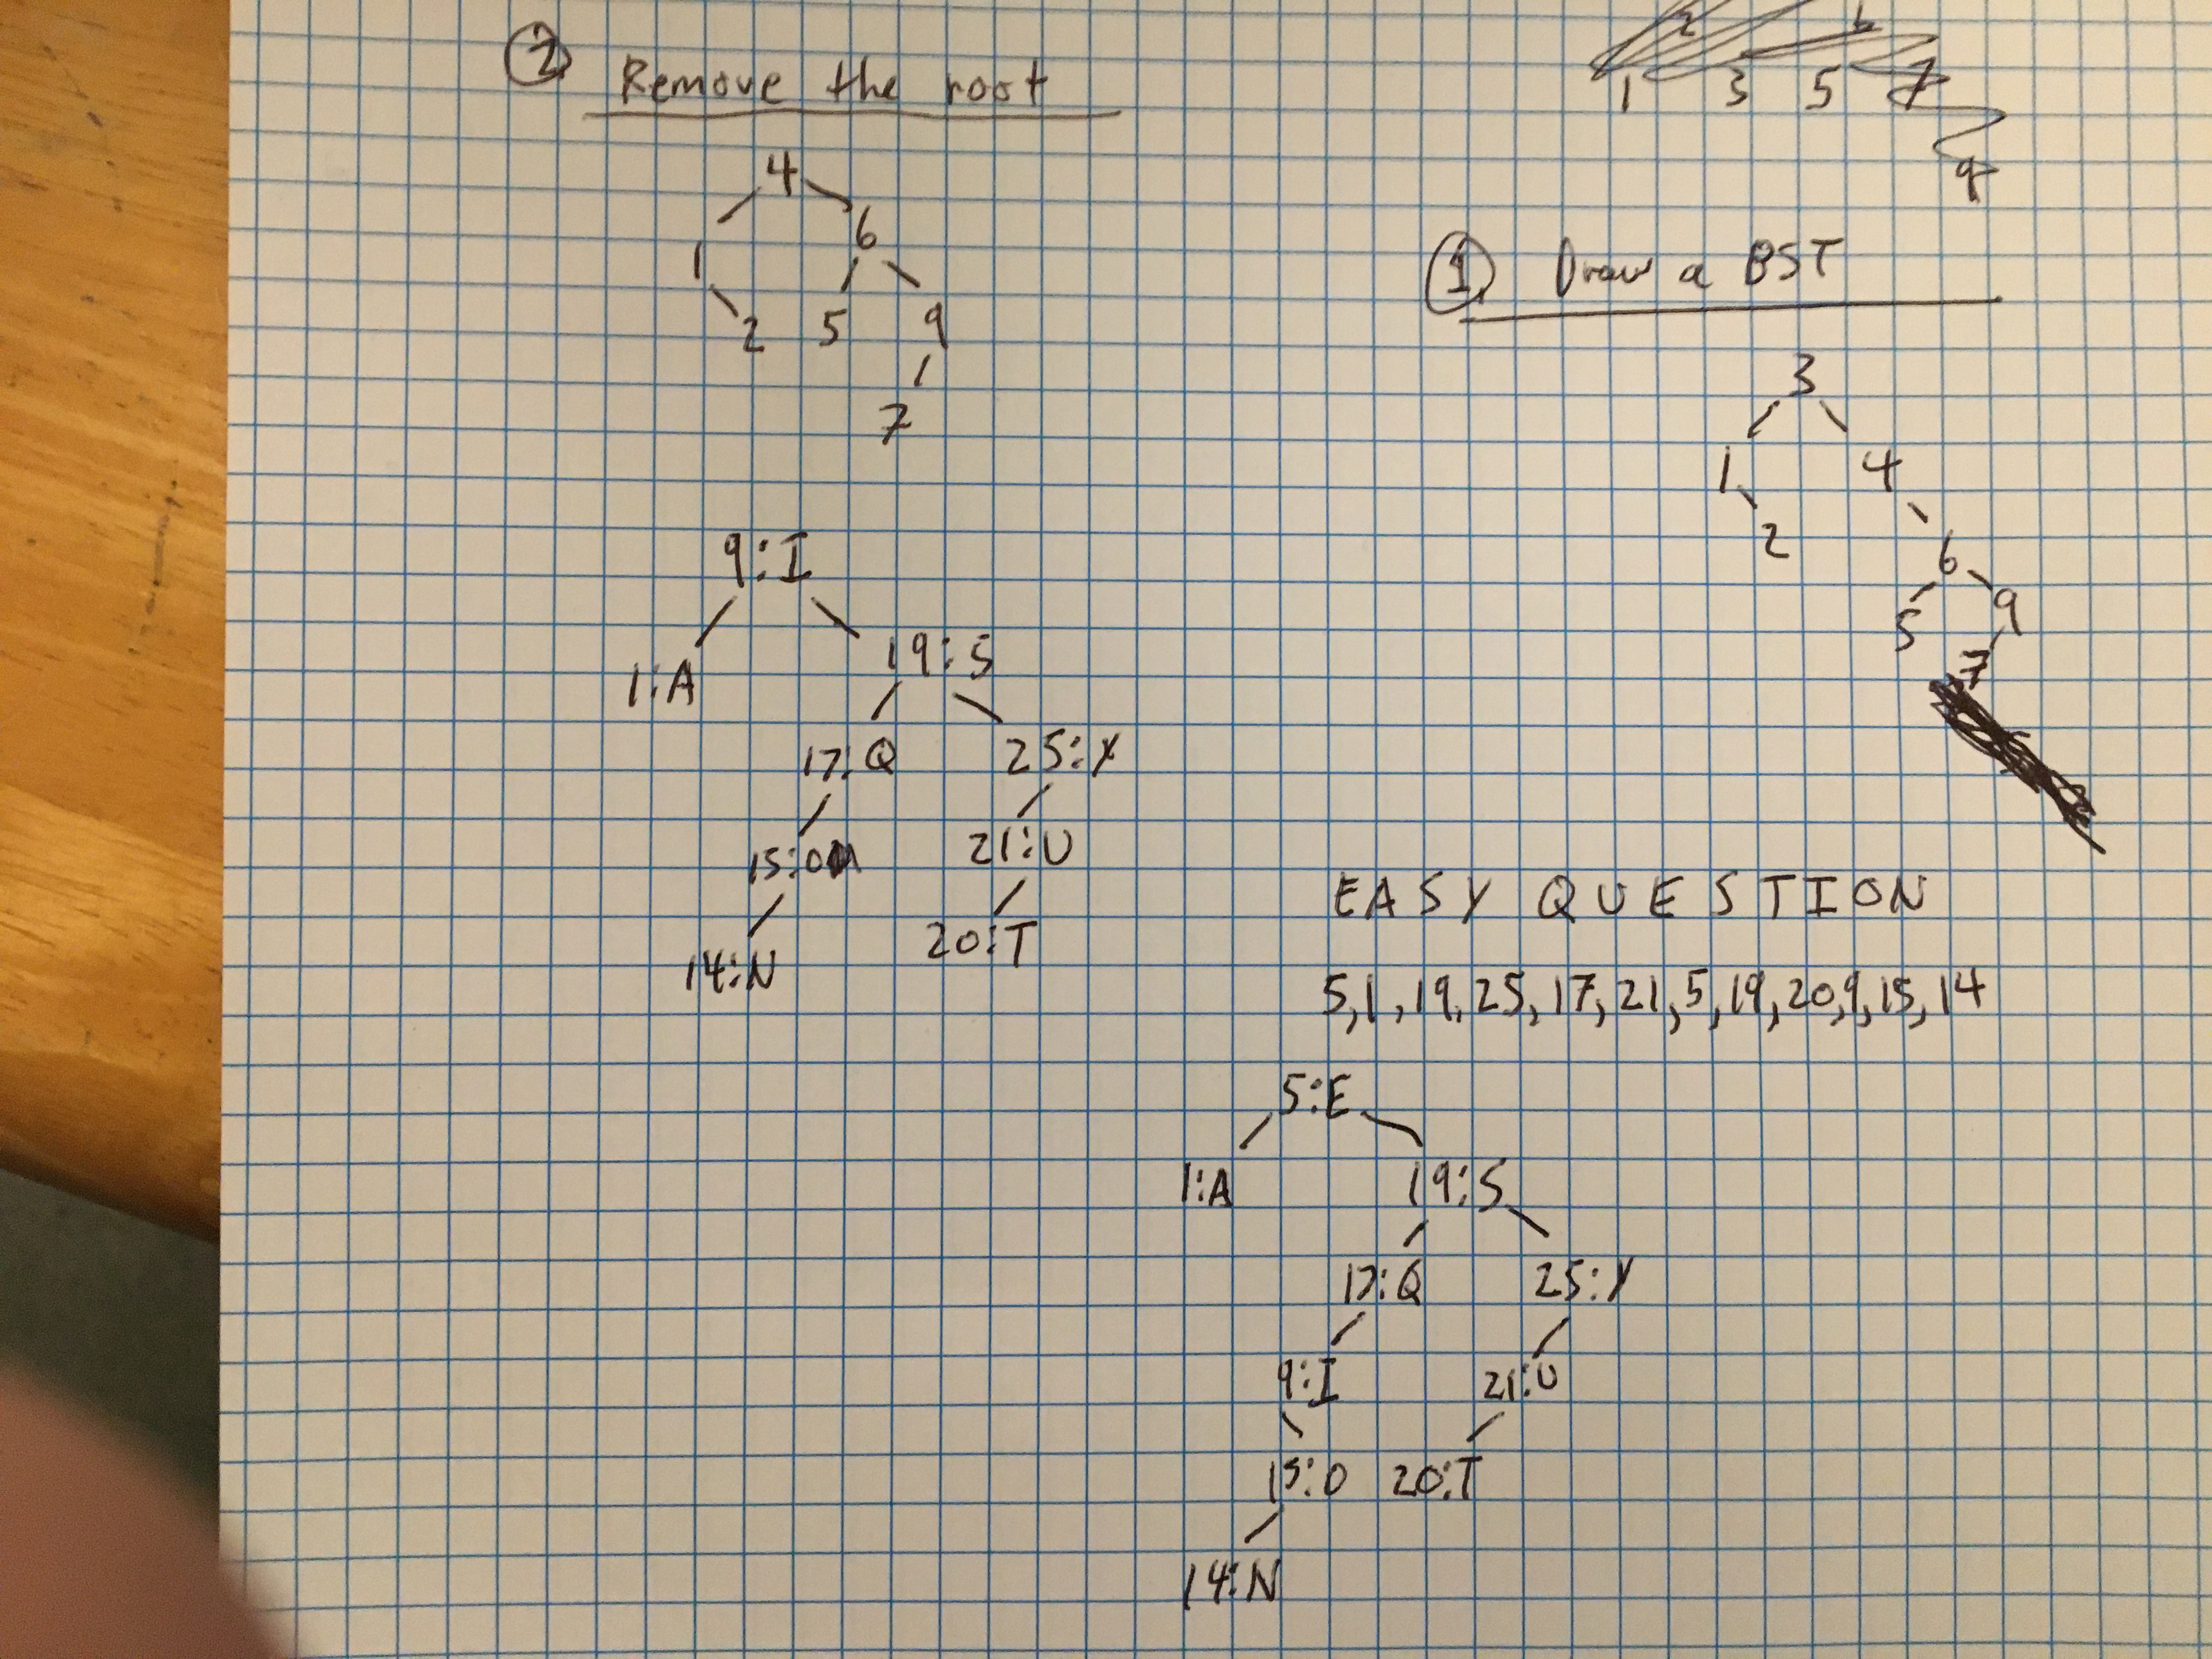 2 Remove the root
4
1 6
2 5 9
7
9:I
1:A 19:S
17:Q 25:Y
15:O 21:U
14:N 20:T
1 3 5 7
9
1. Draw a BST
3
1 4
2 6
5 9
7
EASY QUESTION
5,1,19,25,17,21,5,19,20,9,15,14
5:E
1:A 19:S
17:Q 25:Y
9:I 21:U
15:O 20:T
14:N